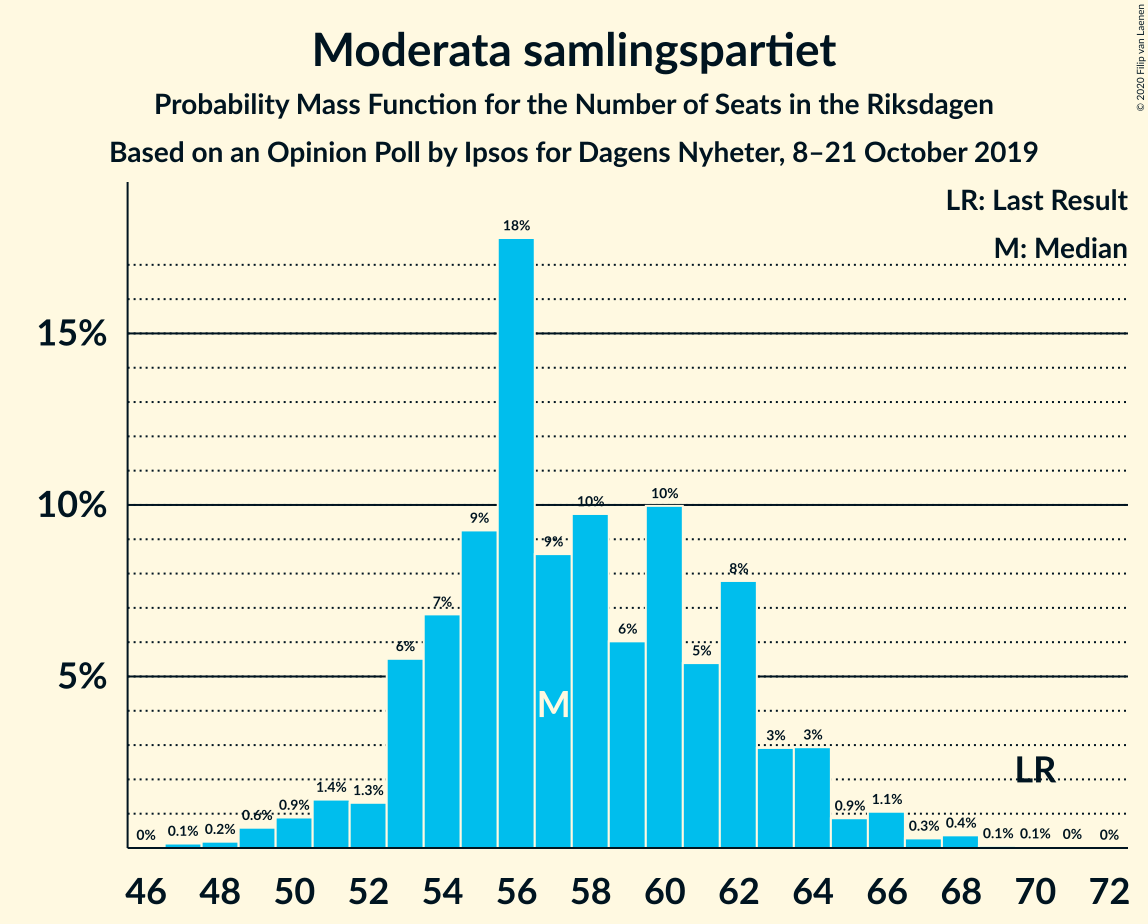 Moderata samlingspartiet
Probability Mass Function for the Number of Seats in the Riksdagen
Based on an Opinion Poll by Ipsos for Dagens Nyheter, 8–21 October 2019
© 2020 Filip van Laenen
LR: Last Result
M: Median
15%
10%
5%
0% 0.1% 0.2% 0.6% 0.9% 1.4% 1.3% 6% 7% 9% 18% 9% 10% 6% 10% 5% 8% 3% 3% 0.9% 1.1% 0.3% 0.4% 0.1% 0.1% 0% 0%
M
LR
46 48 50 52 54 56 58 60 62 64 66 68 70 72